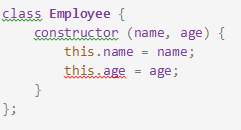 class Employee {
    constructor (name, age) {
        this.name = name;
        this.age = age;
    }
};